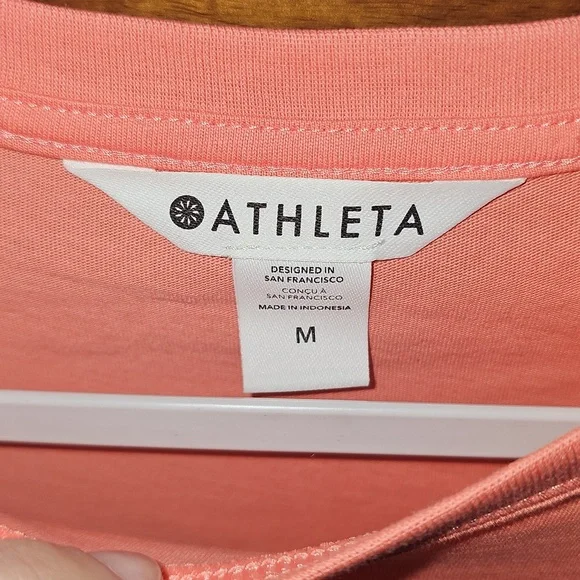 ATHLETA
DESIGNED IN
SAN FRANCISCO
CONÇU À
SAN FRANCISCO
MADE IN INDONESIA
M